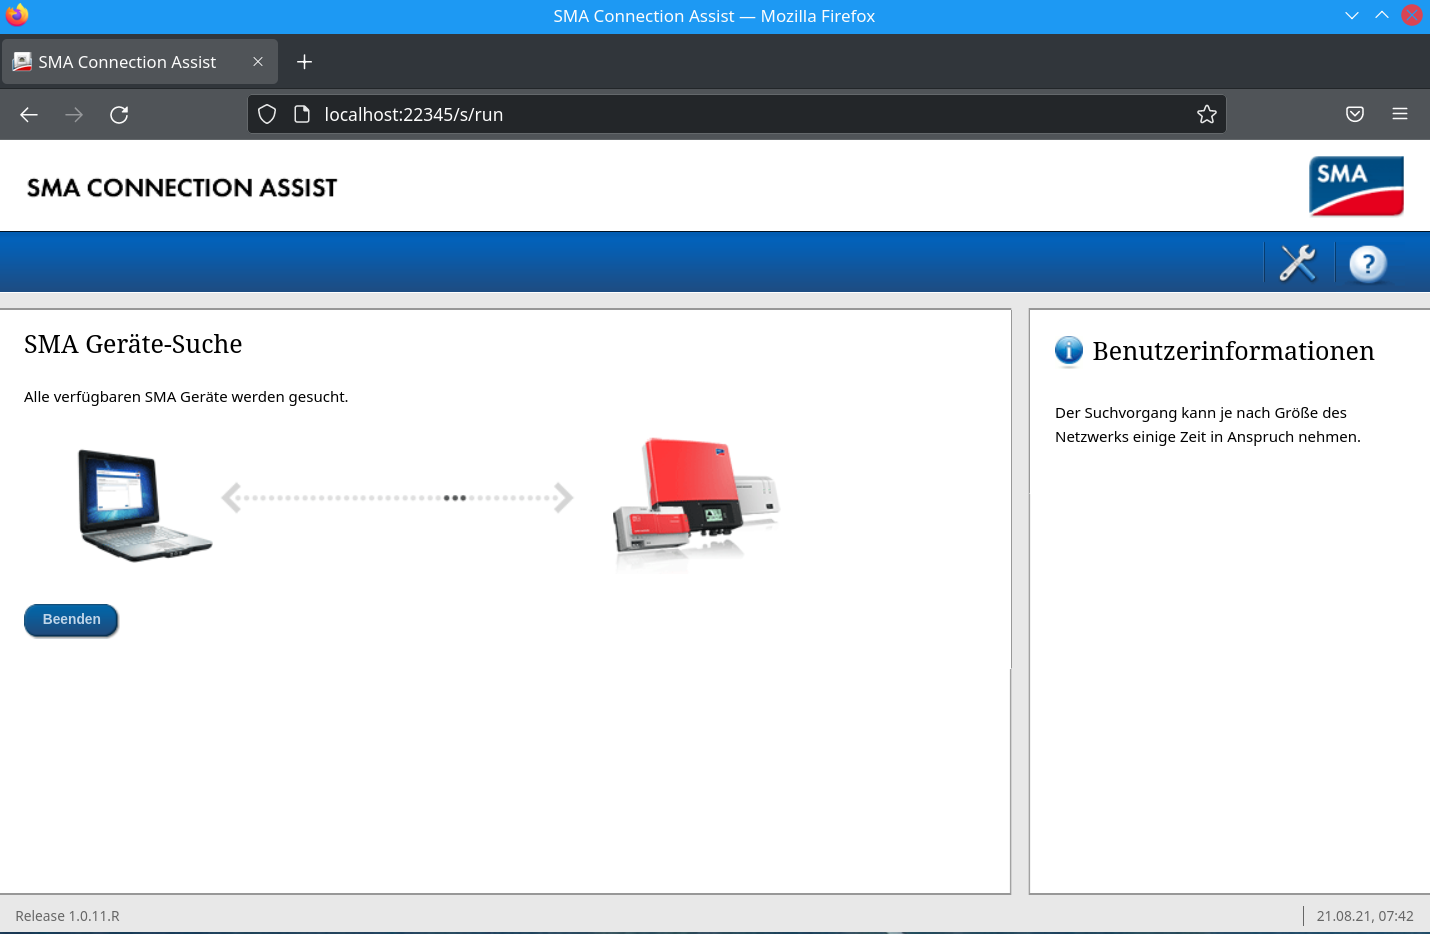 SMA Connection Assist — Mozilla Firefox
SMA Connection Assist
localhost:22345/s/run
SMA CONNECTION ASSIST
SMA
SMA Geräte-Suche
Alle verfügbaren SMA Geräte werden gesucht.
Beenden
Benutzerinformationen
Der Suchvorgang kann je nach Größe des
Netzwerks einige Zeit in Anspruch nehmen.
Release 1.0.11.R
21.08.21, 07:42